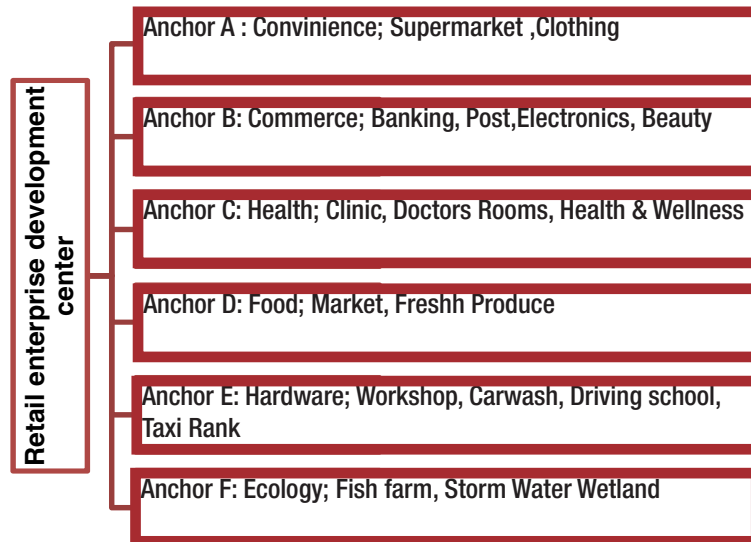 Retail enterprise development
center
Anchor A : Convinience; Supermarket ,Clothing
Anchor B: Commerce; Banking, Post,Electronics, Beauty
Anchor C: Health; Clinic, Doctors Rooms, Health & Wellness
Anchor D: Food; Market, Freshh Produce
Anchor E: Hardware; Workshop, Carwash, Driving school,
Taxi Rank
Anchor F: Ecology; Fish farm, Storm Water Wetland